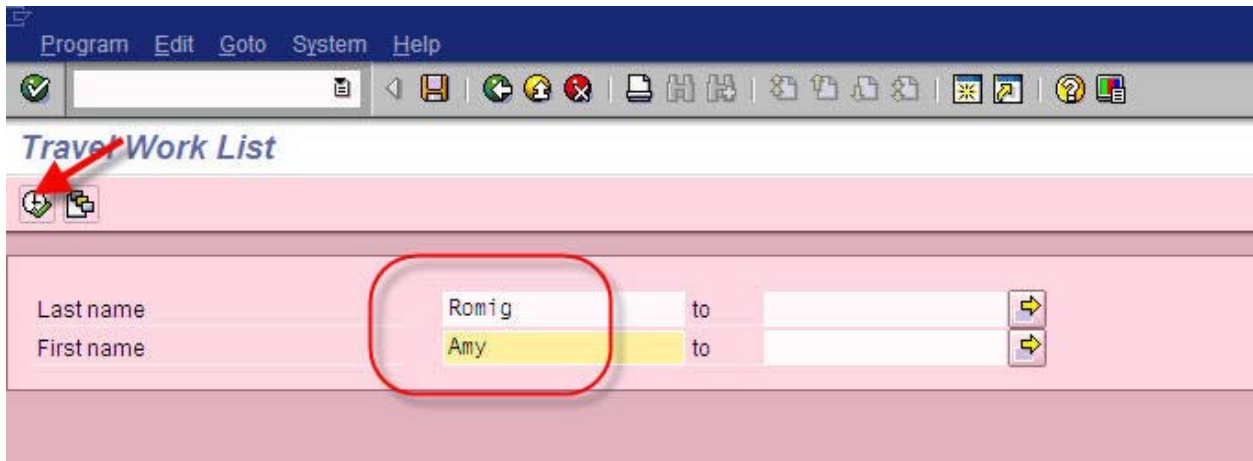 Program Edit Goto System Help
Travel Work List
Last name Romig to
First name Amy to